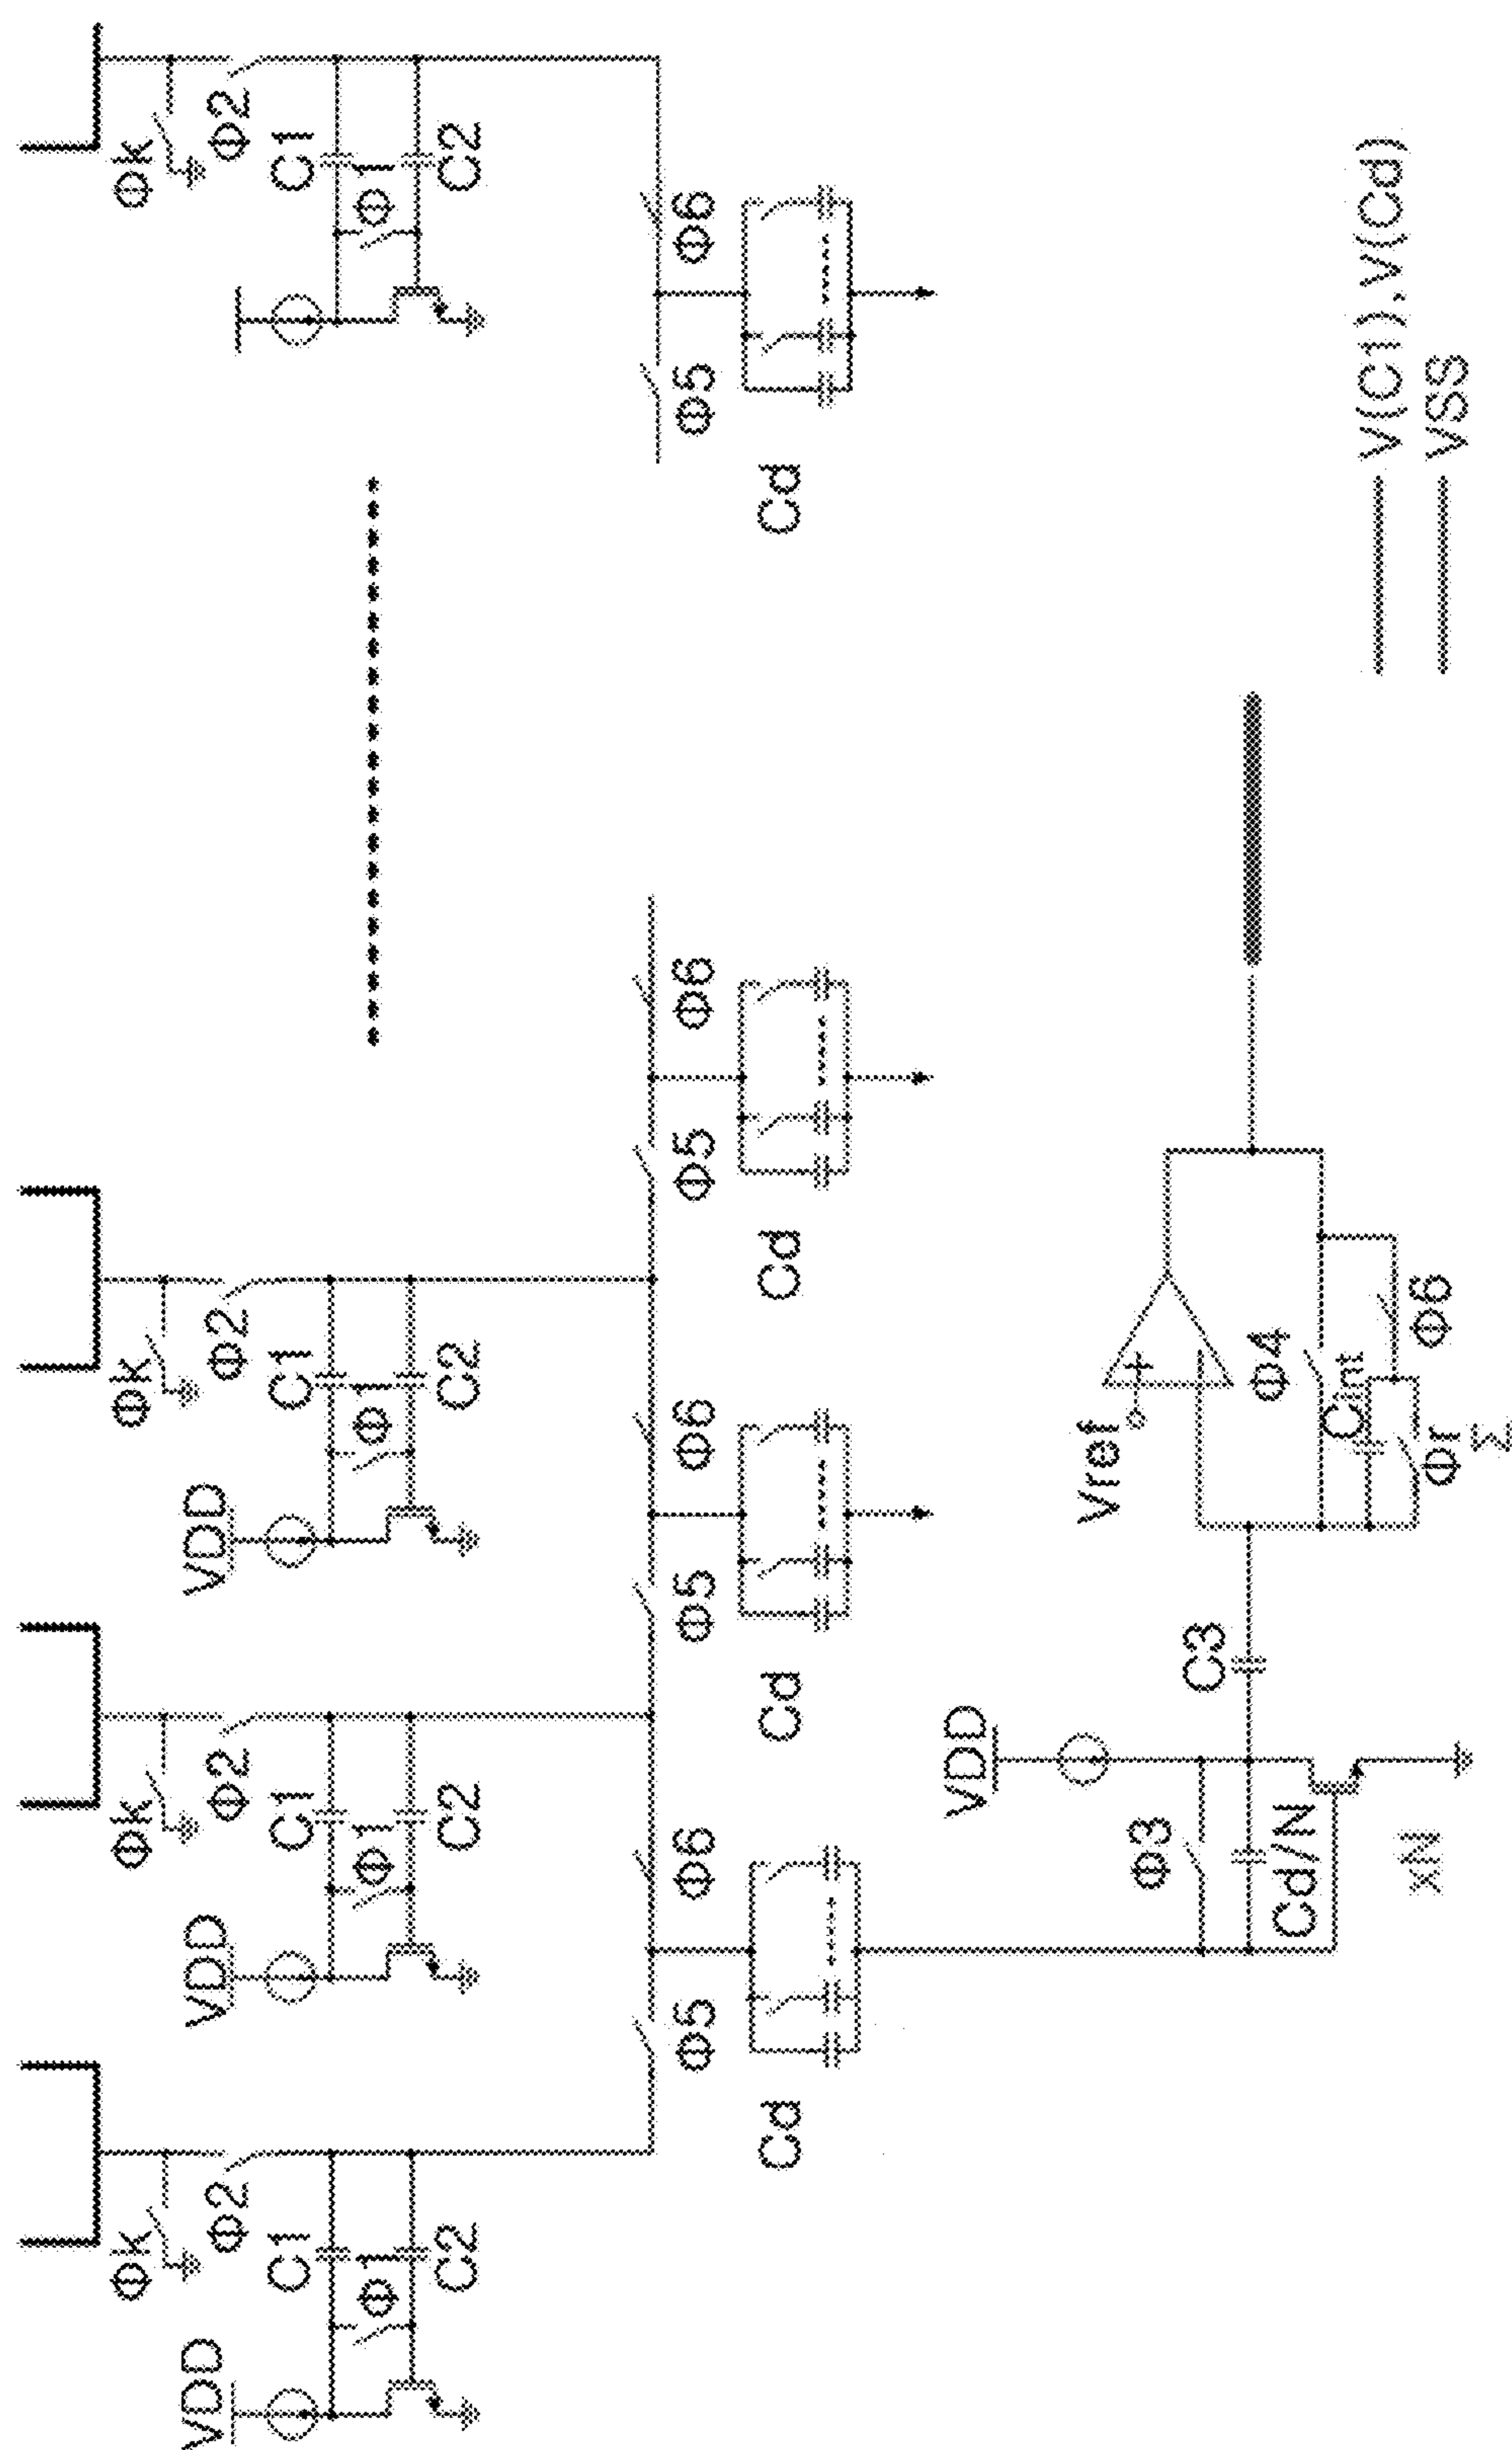 Φk
Φk
Φk
Φk
VDD
VDD
VDD
Φ2
Φ2
Φ2
Φ2
C1
C1
C1
C1
Φ1
Φ1
Φ1
Φ1
C2
C2
C2
C2
Φ5
Φ6
Φ5
Φ6
Φ5
Φ6
Φ5
Φ6
Cd
Cd
Cd
Cd
VDD
Vref
+
−
Φ3
C3
Φ4
Cd/N
Cint
xN
Φr
Φ6
Σ
V(C1),V(Cd)
VSS